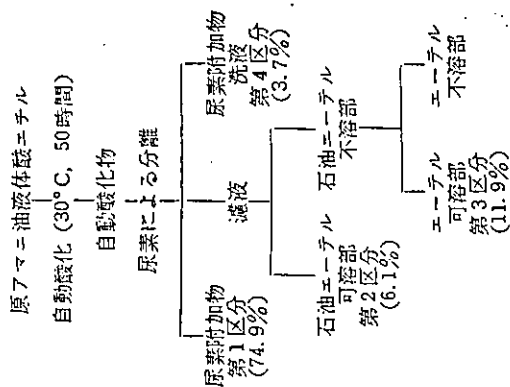 原アマニ油液体酸エチル
自動酸化 (30°C, 50時間)
自動酸化物
尿素による分離
尿素附加物
第1区分
(74.9%)
濾液
尿素附加物
洗液
第4区分
(3.7%)
石油エーテル
可溶部
第2区分
(6.1%)
石油エーテル
不溶部
エーテル
可溶部
第3区分
(11.9%)
エーテル
不溶部